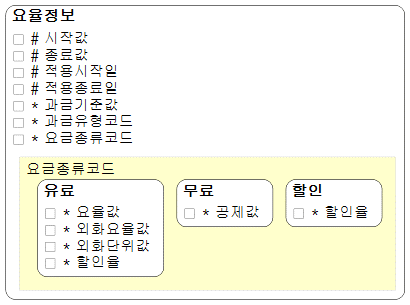 요율정보
# 시작값
# 종료값
# 적용시작일
# 적용종료일
* 과금기준값
* 과금유형코드
* 요금종류코드
요금종류코드
유료
* 요율값
* 외화요율값
* 외화단위값
* 할인율
무료
* 공제값
할인
* 할인율